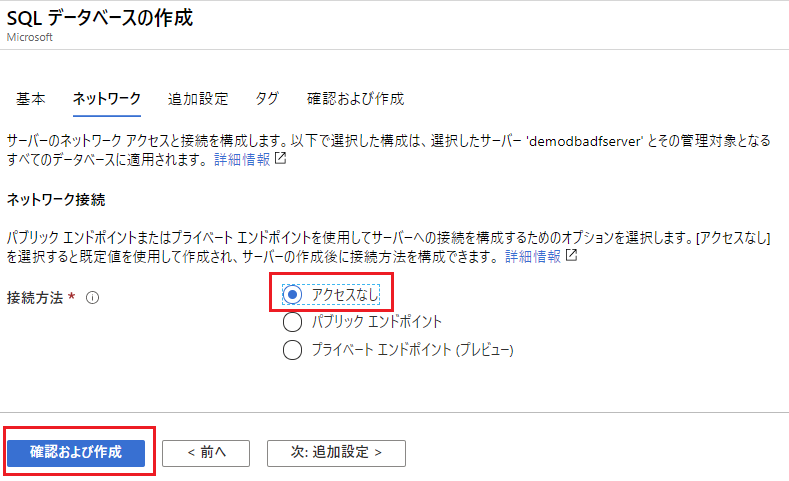 SQL データベースの作成
Microsoft
基本 ネットワーク 追加設定 タグ 確認および作成
サーバーのネットワーク アクセスと接続を構成します。以下で選択した構成は、選択したサーバー 'demodbadfserver' とその管理対象となる
すべてのデータベースに適用されます。 詳細情報
ネットワーク接続
パブリック エンドポイントまたはプライベート エンドポイントを使用してサーバーへの接続を構成するためのオプションを選択します。[アクセスなし]
を選択すると既定値を使用して作成され、サーバーの作成後に接続方法を構成できます。 詳細情報
接続方法 * アクセスなし
パブリック エンドポイント
プライベート エンドポイント (プレビュー)
確認および作成 < 前へ 次: 追加設定 >